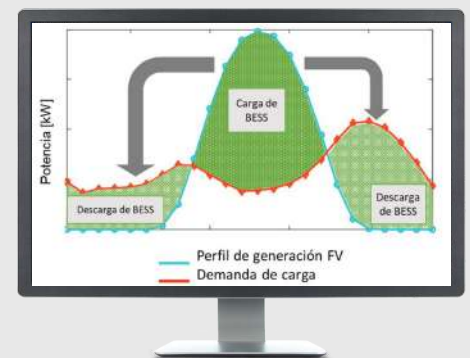 Potencia [kW]
Carga de
BESS
Descarga de BESS
Descarga
de BESS
Perfil de generación FV
Demanda de carga